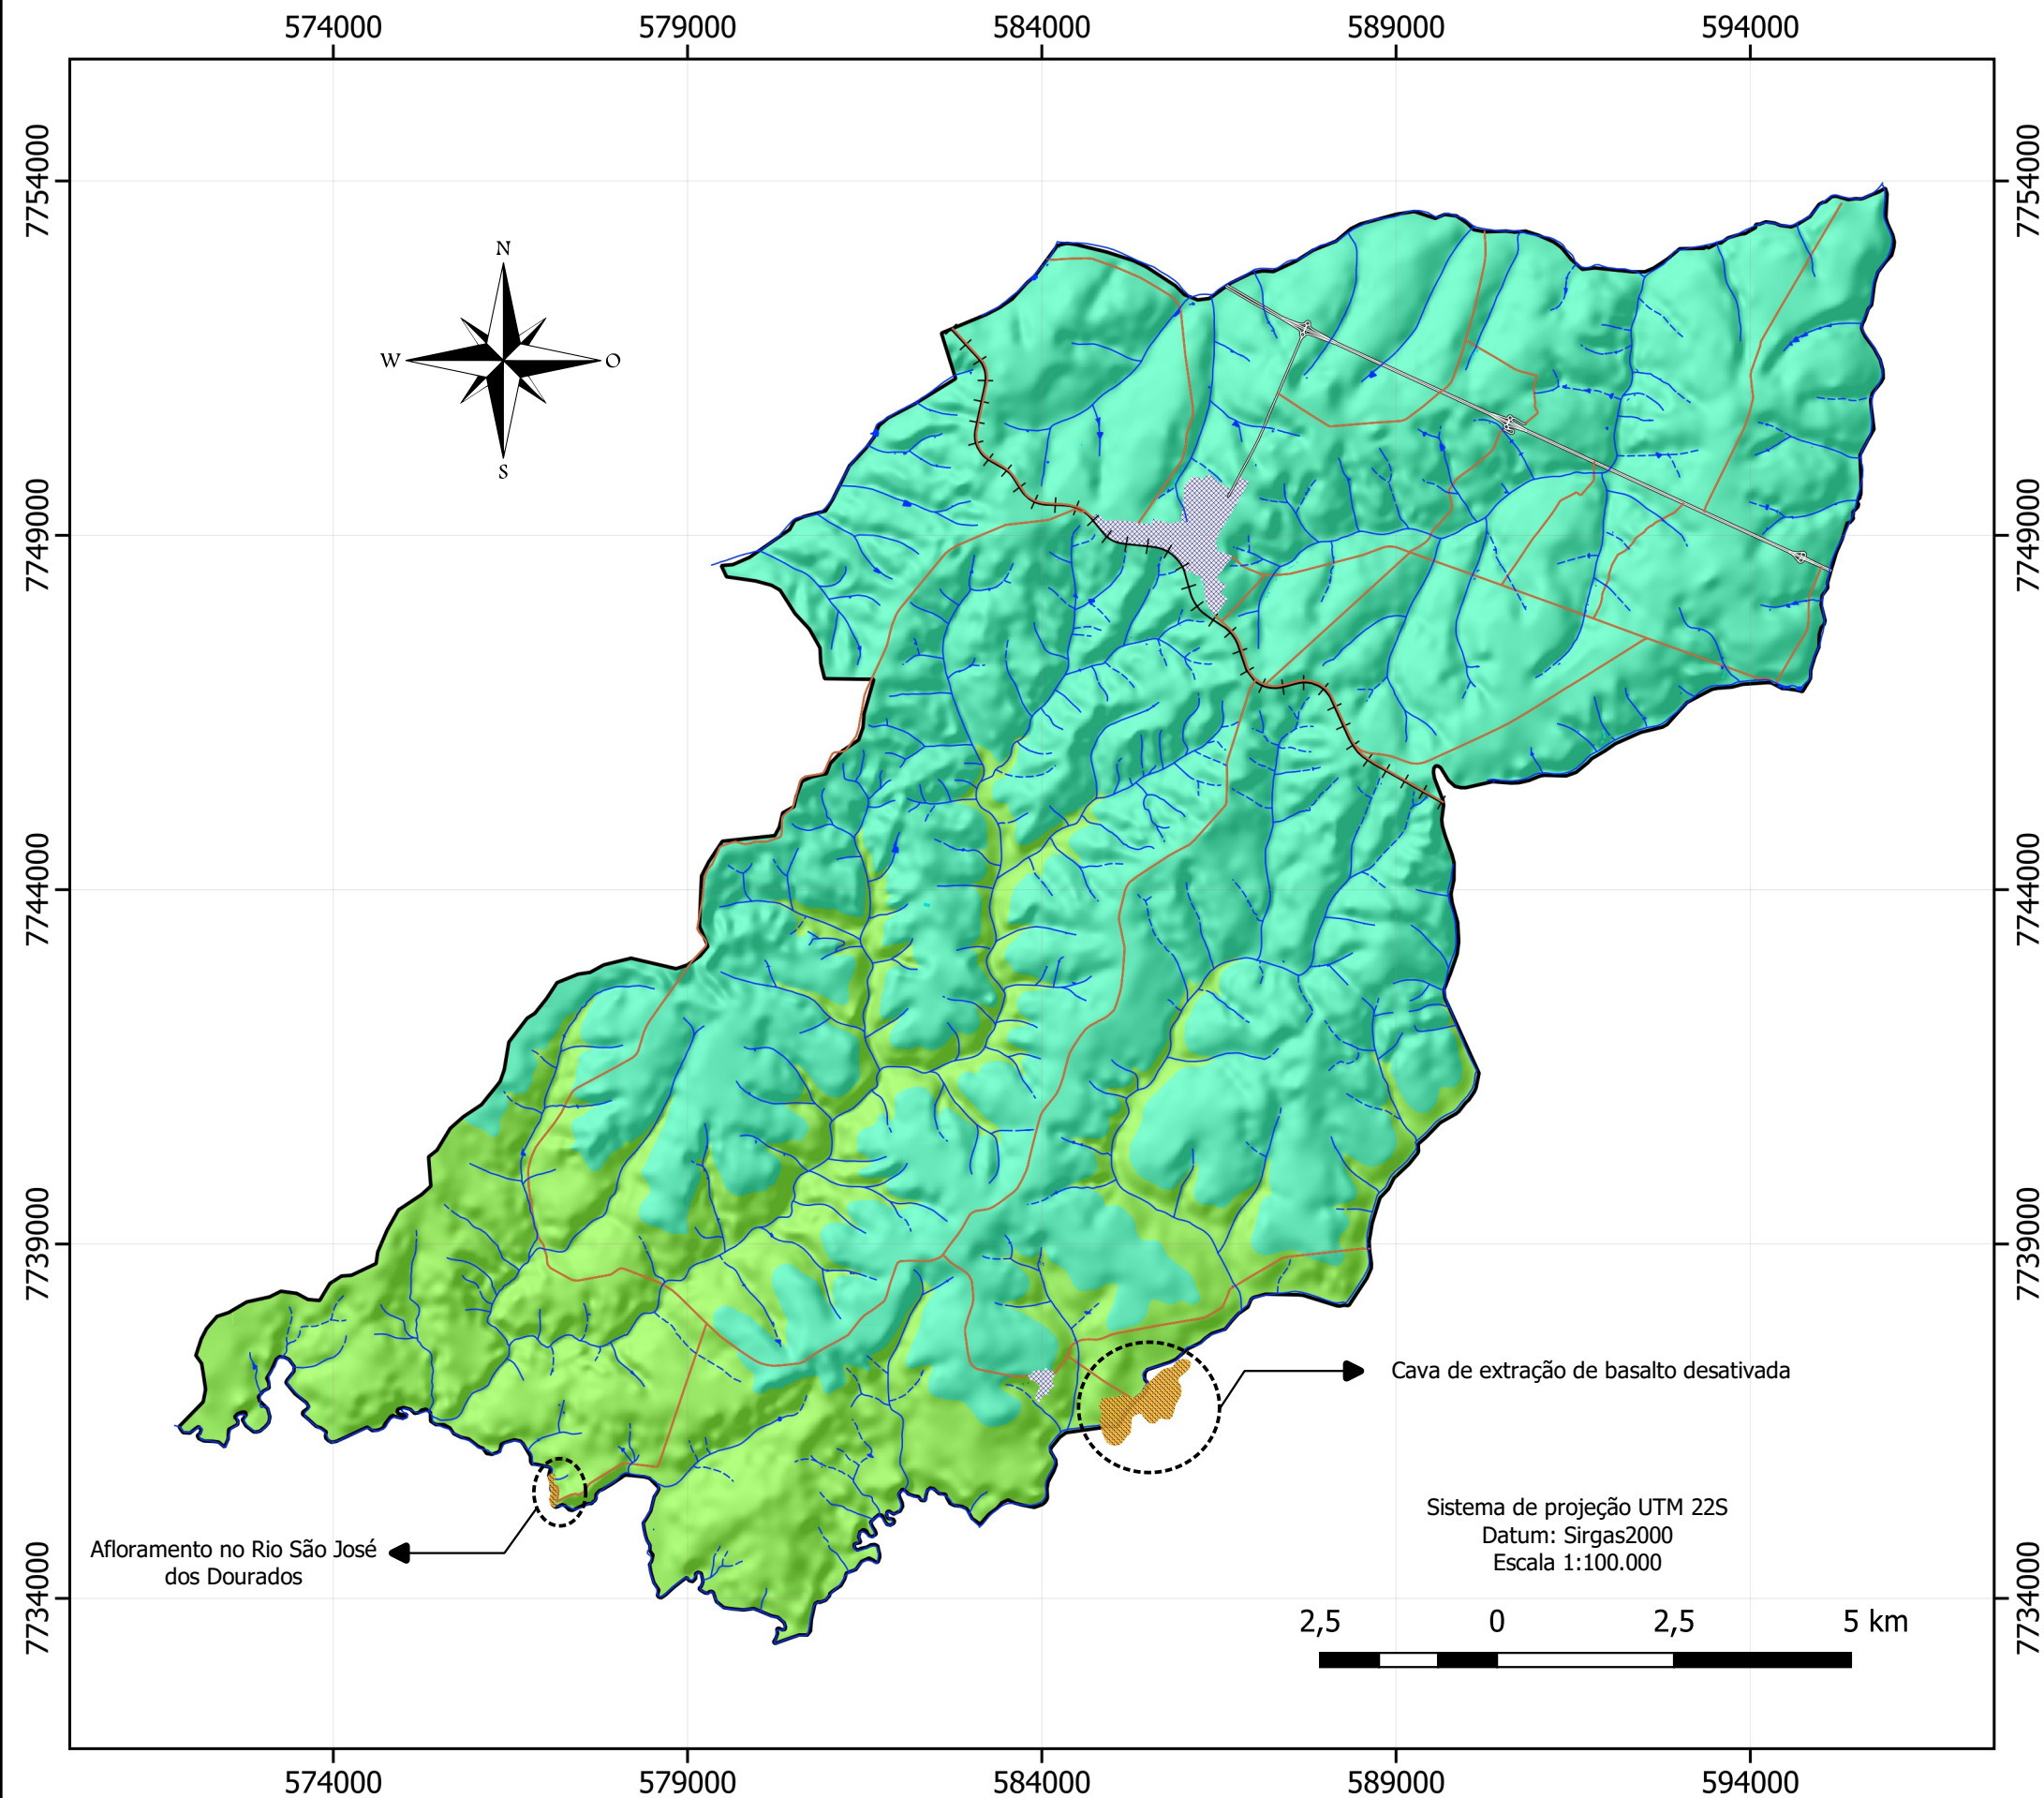 574000 579000 584000 589000 594000
7754000 7754000
N
W O
S
7749000 7749000
7744000 7744000
7739000 7739000
Cava de extração de basalto desativada
Sistema de projeção UTM 22S
Datum: Sirgas2000
Escala 1:100.000
Afloramento no Rio São José
dos Dourados
7734000 7734000
2,5 0 2,5 5 km
574000 579000 584000 589000 594000